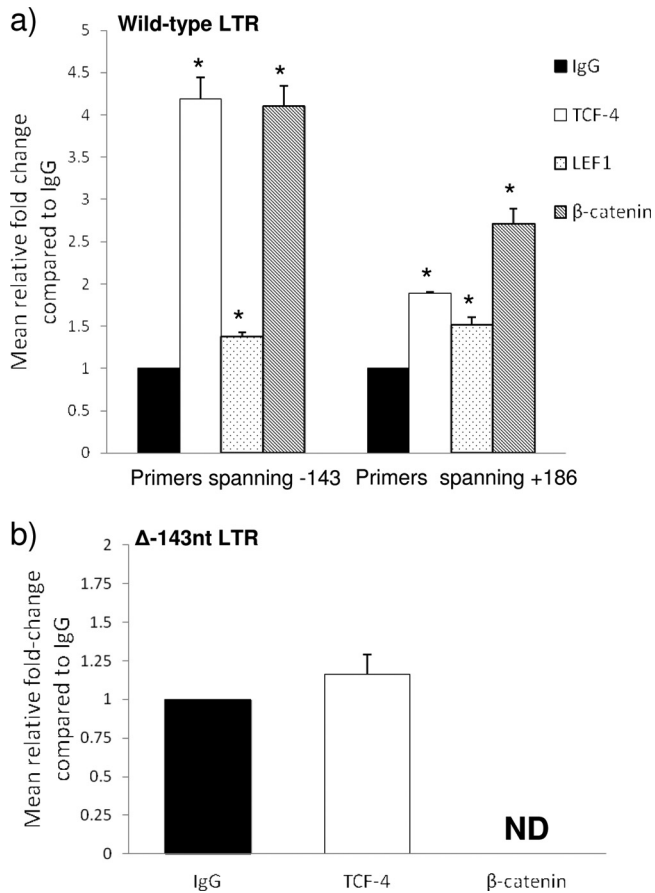 a)
Wild-type LTR
Mean relative fold change
compared to IgG
5
4.5
4
3.5
3
2.5
2
1.5
1
0.5
0
*
*
*
*
*
*
IgG
TCF-4
LEF1
β-catenin
Primers spanning -143
Primers spanning +186
b)
Δ-143nt LTR
Mean relative fold-change
compared to IgG
2
1.75
1.5
1.25
1
0.75
0.5
0.25
0
ND
IgG
TCF-4
β-catenin